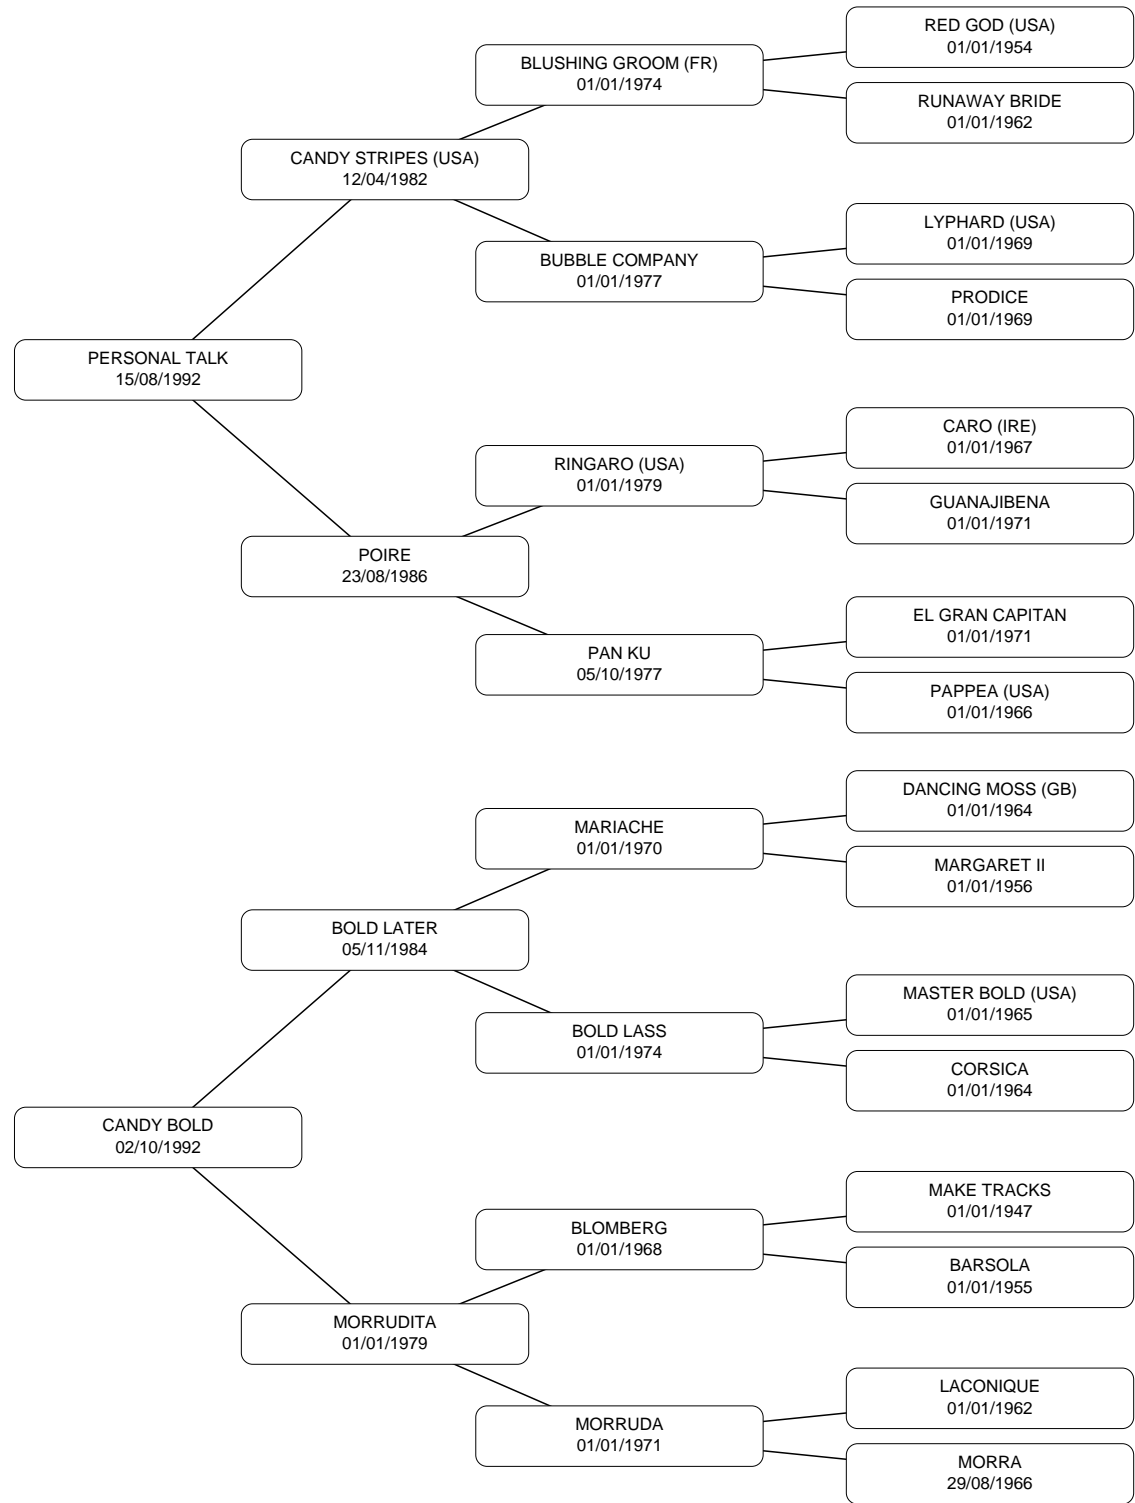 RED GOD (USA)
01/01/1954
BLUSHING GROOM (FR)
01/01/1974
RUNAWAY BRIDE
01/01/1962
CANDY STRIPES (USA)
12/04/1982
LYPHARD (USA)
01/01/1969
BUBBLE COMPANY
01/01/1977
PRODICE
01/01/1969
PERSONAL TALK
15/08/1992
CARO (IRE)
01/01/1967
RINGARO (USA)
01/01/1979
GUANAJIBENA
01/01/1971
POIRE
23/08/1986
EL GRAN CAPITAN
01/01/1971
PAN KU
05/10/1977
PAPPEA (USA)
01/01/1966
DANCING MOSS (GB)
01/01/1964
MARIACHE
01/01/1970
MARGARET II
01/01/1956
BOLD LATER
05/11/1984
MASTER BOLD (USA)
01/01/1965
BOLD LASS
01/01/1974
CORSICA
01/01/1964
CANDY BOLD
02/10/1992
MAKE TRACKS
01/01/1947
BLOMBERG
01/01/1968
BARSOLA
01/01/1955
MORRUDITA
01/01/1979
LACONIQUE
01/01/1962
MORRUDA
01/01/1971
MORRA
29/08/1966